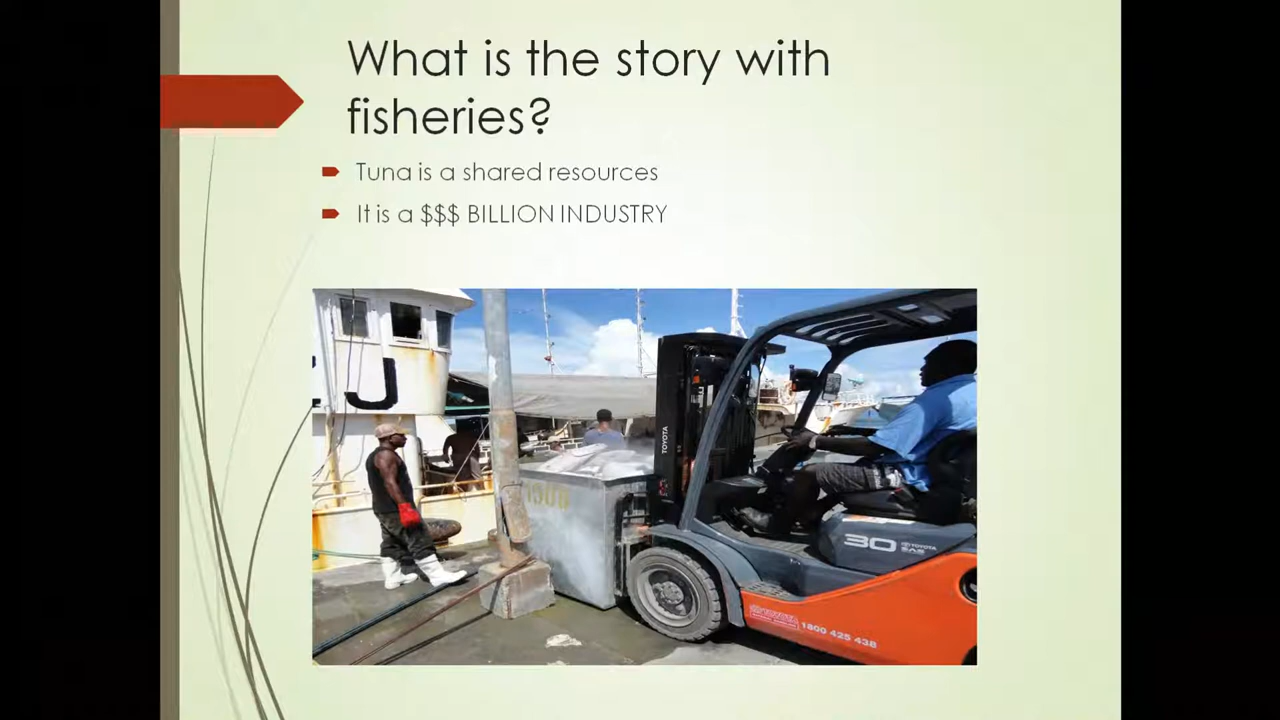 What is the story with
fisheries?
Tuna is a shared resources
It is a $$$ BILLION INDUSTRY
J
TOYOTA
30
TOYOTA
TOYOTA
1800 425 438